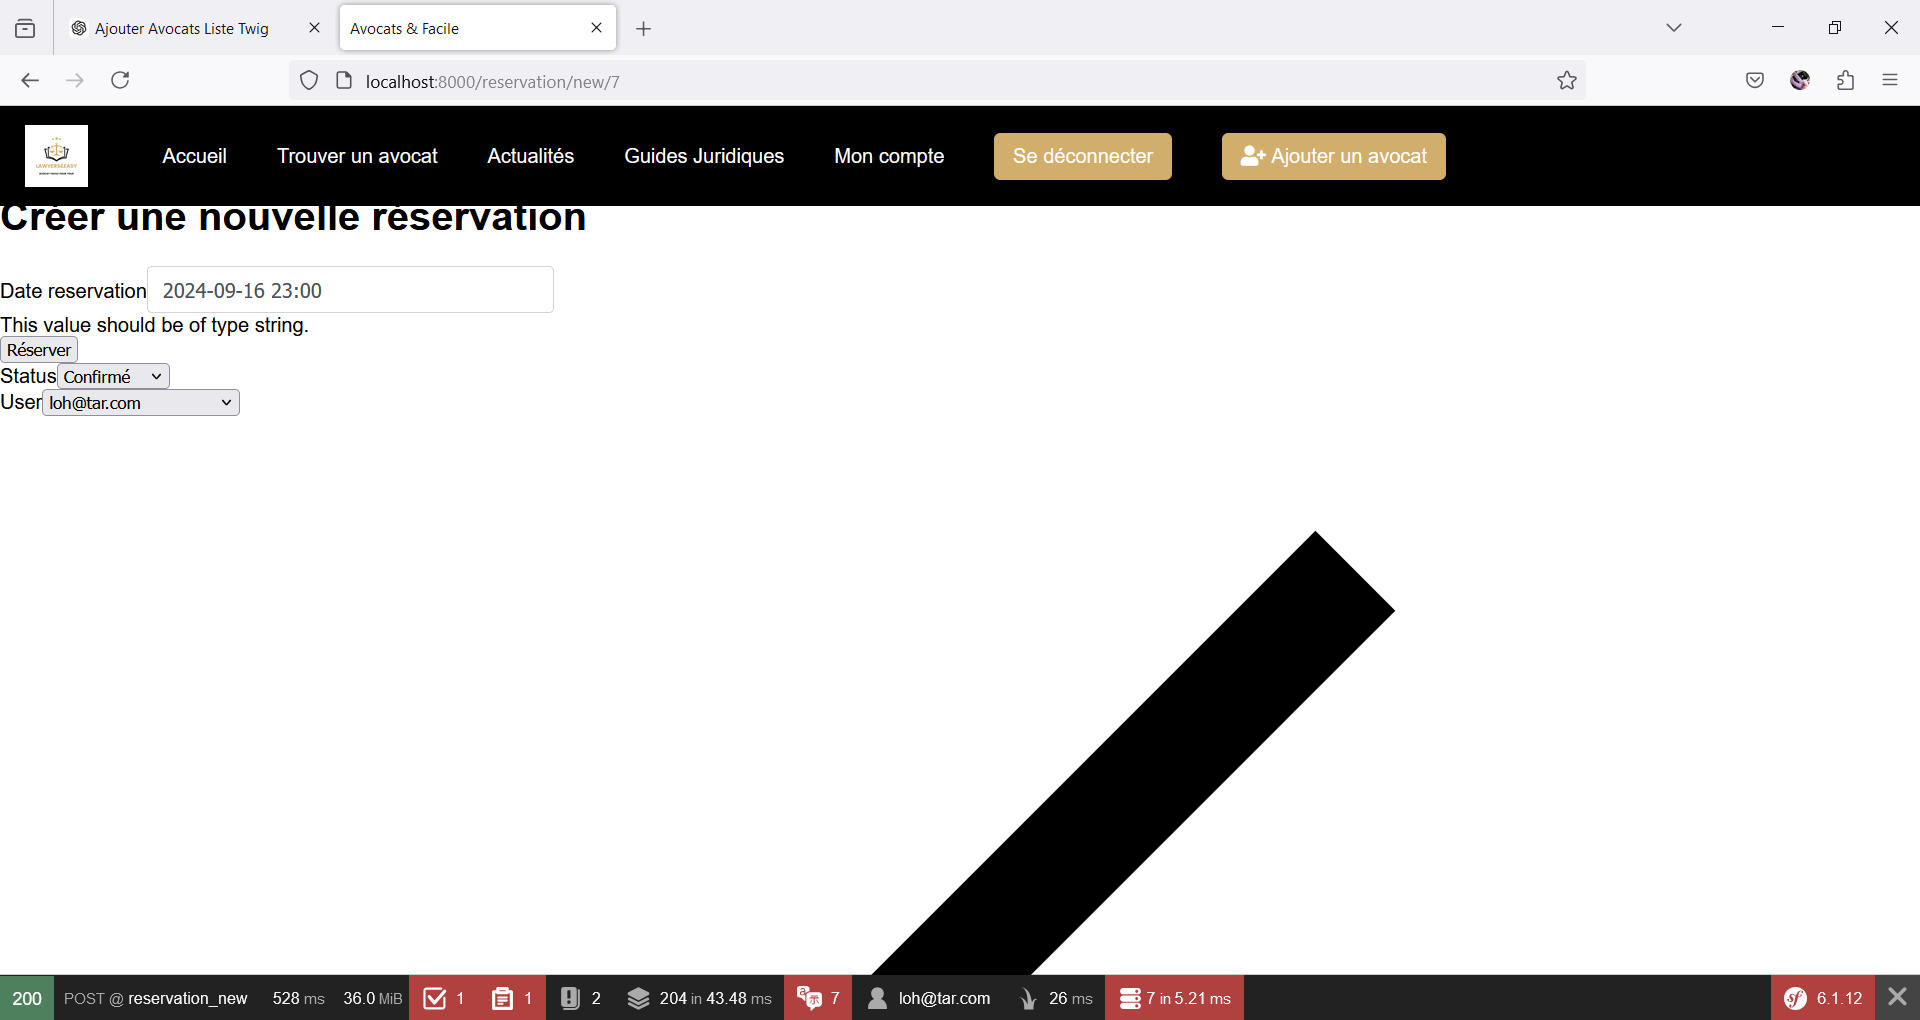 Ajouter Avocats Liste Twig
Avocats & Facile
localhost:8000/reservation/new/7
LAWYERSEEASY
Accueil
Trouver un avocat
Actualités
Guides Juridiques
Mon compte
Se déconnecter
Ajouter un avocat
Créer une nouvelle réservation
Date reservation 2024-09-16 23:00
This value should be of type string.
Réserver
Status Confirmé
User loh@tar.com
200 POST @ reservation_new 528 ms 36.0 MiB 1 1 2 204 in 43.48 ms 7 loh@tar.com 26 ms 7 in 5.21 ms sf 6.1.12